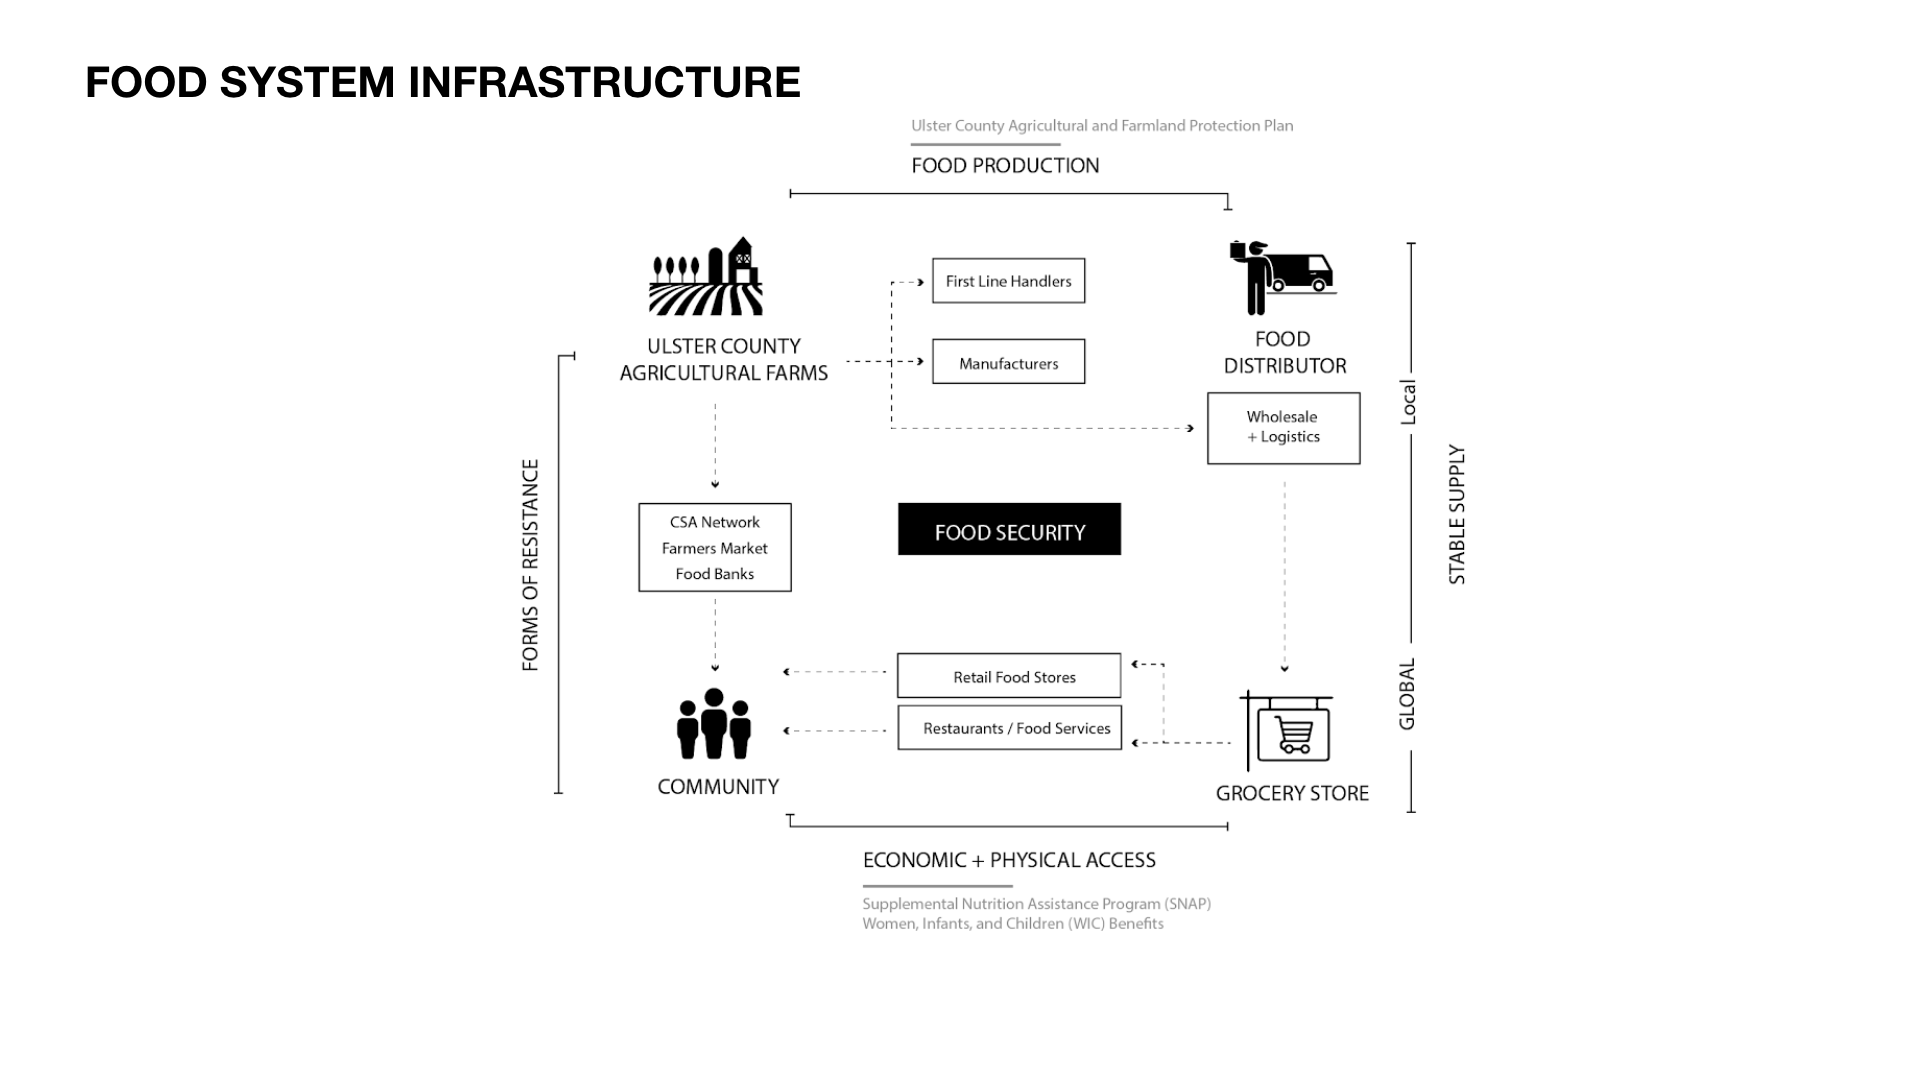 FOOD SYSTEM INFRASTRUCTURE
Ulster County Agricultural and Farmland Protection Plan
FOOD PRODUCTION
ULSTER COUNTY
AGRICULTURAL FARMS
First Line Handlers
Manufacturers
FOOD
DISTRIBUTOR
Wholesale
+ Logistics
Local
GLOBAL
STABLE SUPPLY
FORMS OF RESISTANCE
CSA Network
Farmers Market
Food Banks
FOOD SECURITY
Retail Food Stores
Restaurants / Food Services
COMMUNITY
GROCERY STORE
ECONOMIC + PHYSICAL ACCESS
Supplemental Nutrition Assistance Program (SNAP)
Women, Infants, and Children (WIC) Benefits